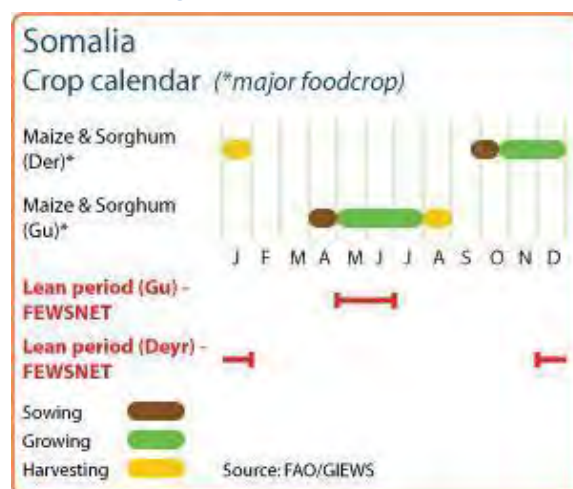 Somalia
Crop calendar (*major foodcrop)
Maize & Sorghum
(Der)*
Maize & Sorghum
(Gu)*
J F M A M J J A S O N D
Lean period (Gu) -
FEWSNET
Lean period (Deyr) -
FEWSNET
Sowing
Growing
Harvesting
Source: FAO/GIEWS